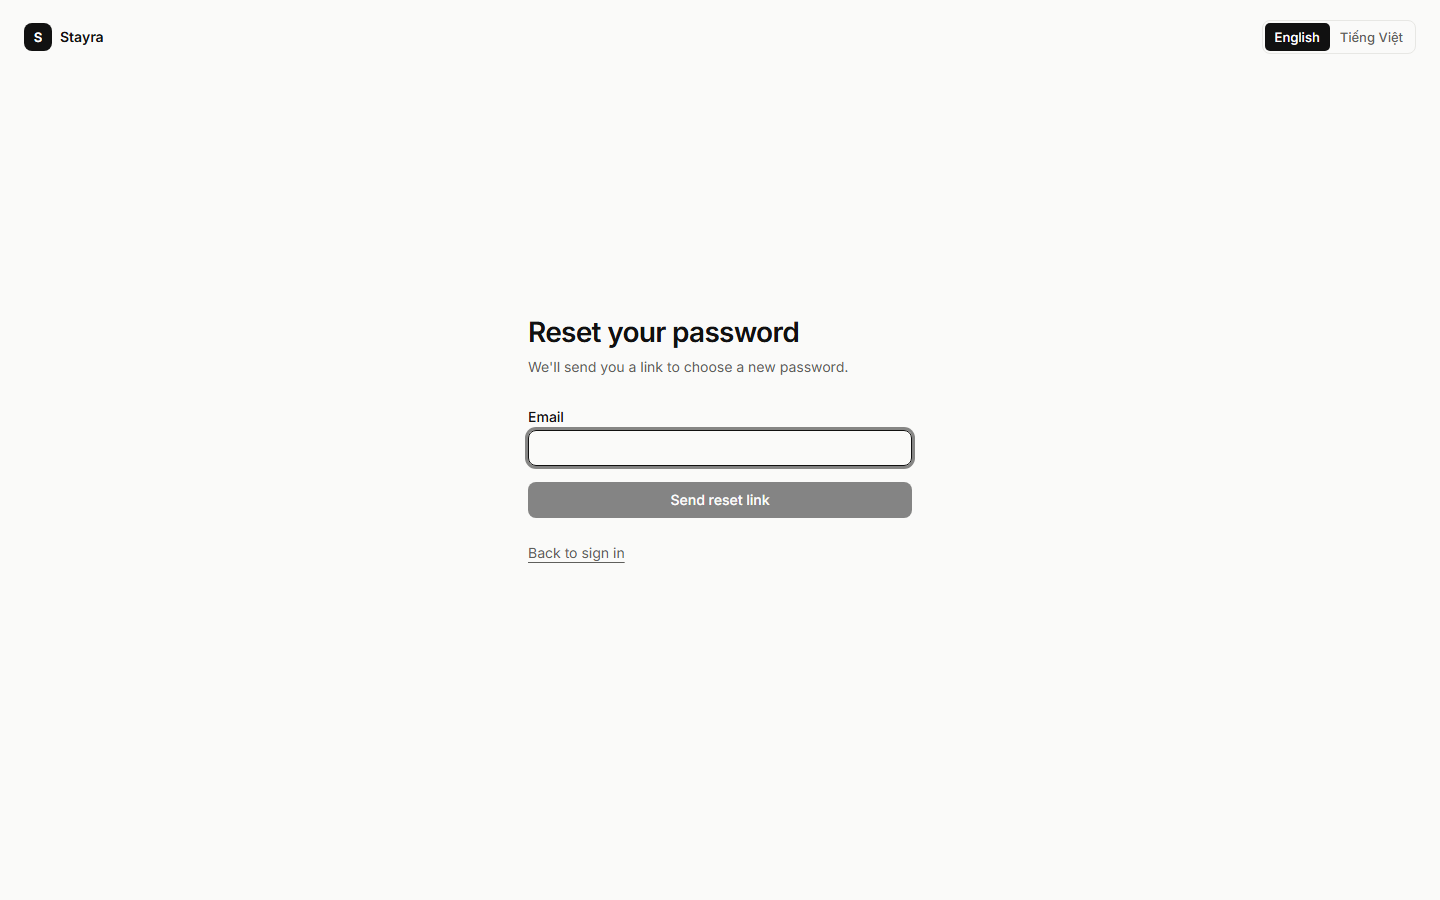 S Stayra
English Tiếng Việt
Reset your password
We'll send you a link to choose a new password.
Email
Send reset link
Back to sign in